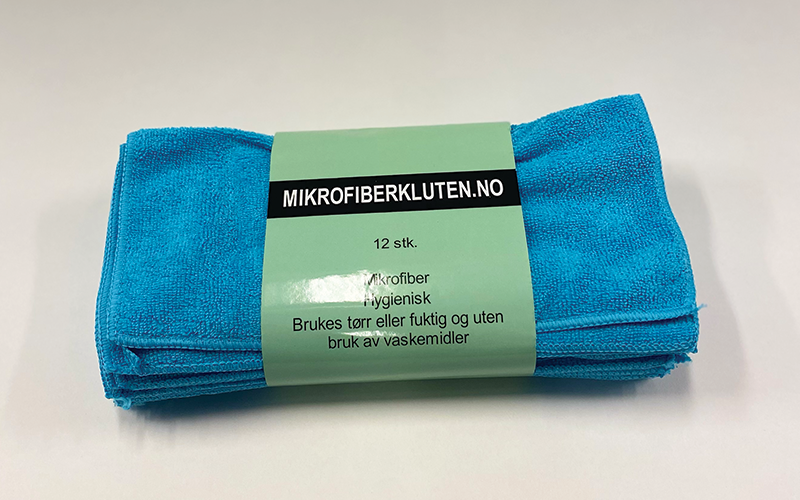 MIKROFIBERKLUTEN.NO
12 stk.
Mikrofiber
Hygienisk
Brukes tørr eller fuktig og uten
bruk av vaskemidler